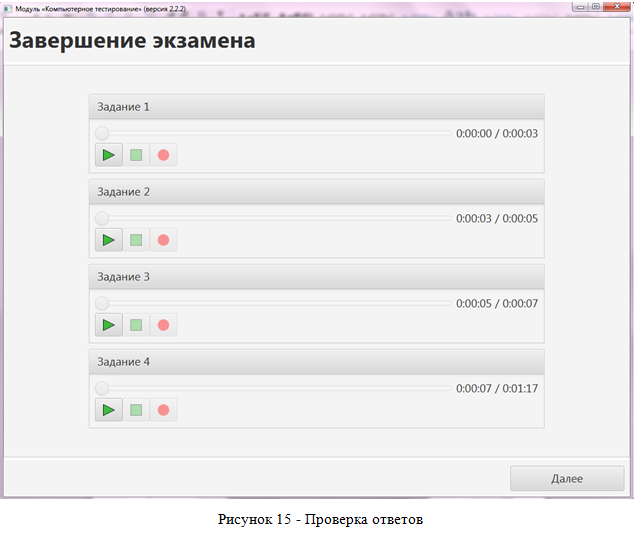 Модуль «Компьютерное тестирование» (версия 2.2.2)
Завершение экзамена
Задание 1
0:00:00 / 0:00:03
Задание 2
0:00:03 / 0:00:05
Задание 3
0:00:05 / 0:00:07
Задание 4
0:00:07 / 0:01:17
Далее
Рисунок 15 - Проверка ответов